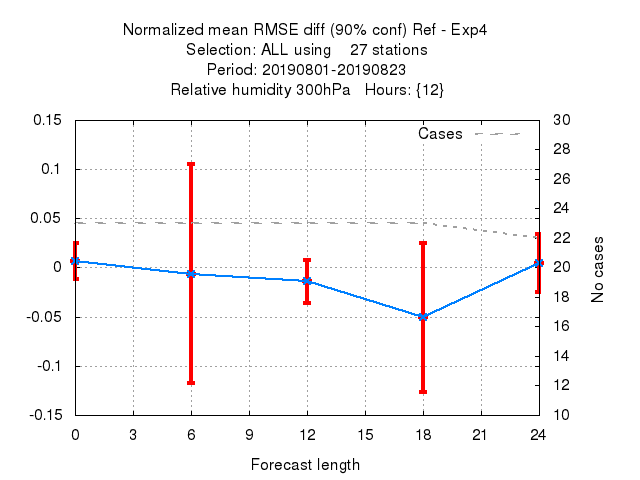 Normalized mean RMSE diff (90% conf) Ref - Exp4
Selection: ALL using    27 stations
Period: 20190801-20190823
Relative humidity 300hPa   Hours: {12}
Cases
0.15
0.1
0.05
0
-0.05
-0.1
-0.15
30
28
26
24
22
20
18
16
14
12
10
No cases
0 3 6 9 12 15 18 21 24
Forecast length